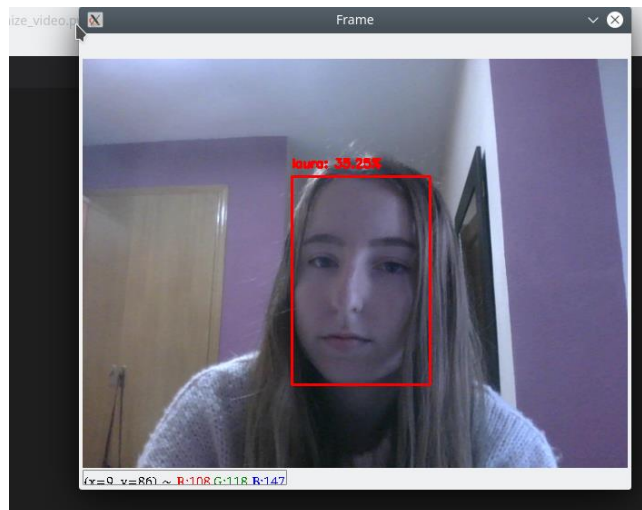 ize_video.p
Frame
laura: 35.25%
(x=9, y=86) ~ R:108 G:118 B:147